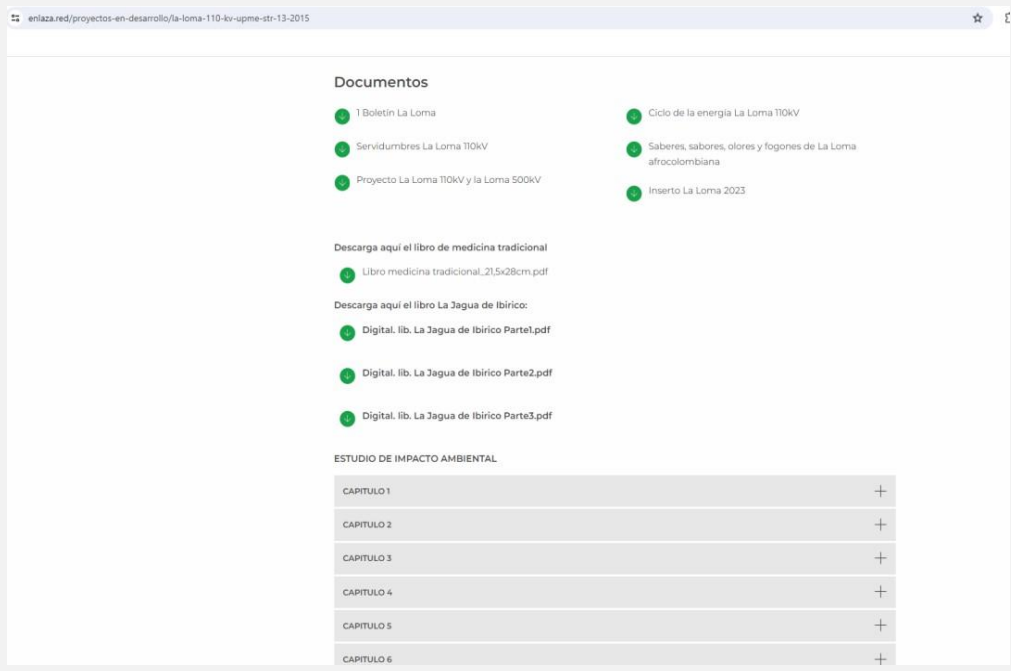 enlaza.red/proyectos-en-desarrollo/la-loma-110-kv-upme-str-13-2015
Documentos
1 Boletín La Loma
Servidumbres La Loma 110kV
Proyecto La Loma 110kV y la Loma 500kV
Ciclo de la energía La Loma 110kV
Saberes, sabores, olores y fogones de La Loma
afrocolombiana
Inserto La Loma 2023
Descarga aquí el libro de medicina tradicional
Libro medicina tradicional_21,5x28cm.pdf
Descarga aquí el libro La Jagua de Ibirico:
Digital. lib. La Jagua de Ibirico Parte1.pdf
Digital. lib. La Jagua de Ibirico Parte2.pdf
Digital. lib. La Jagua de Ibirico Parte3.pdf
ESTUDIO DE IMPACTO AMBIENTAL
CAPITULO 1
CAPITULO 2
CAPITULO 3
CAPITULO 4
CAPITULO 5
CAPITULO 6